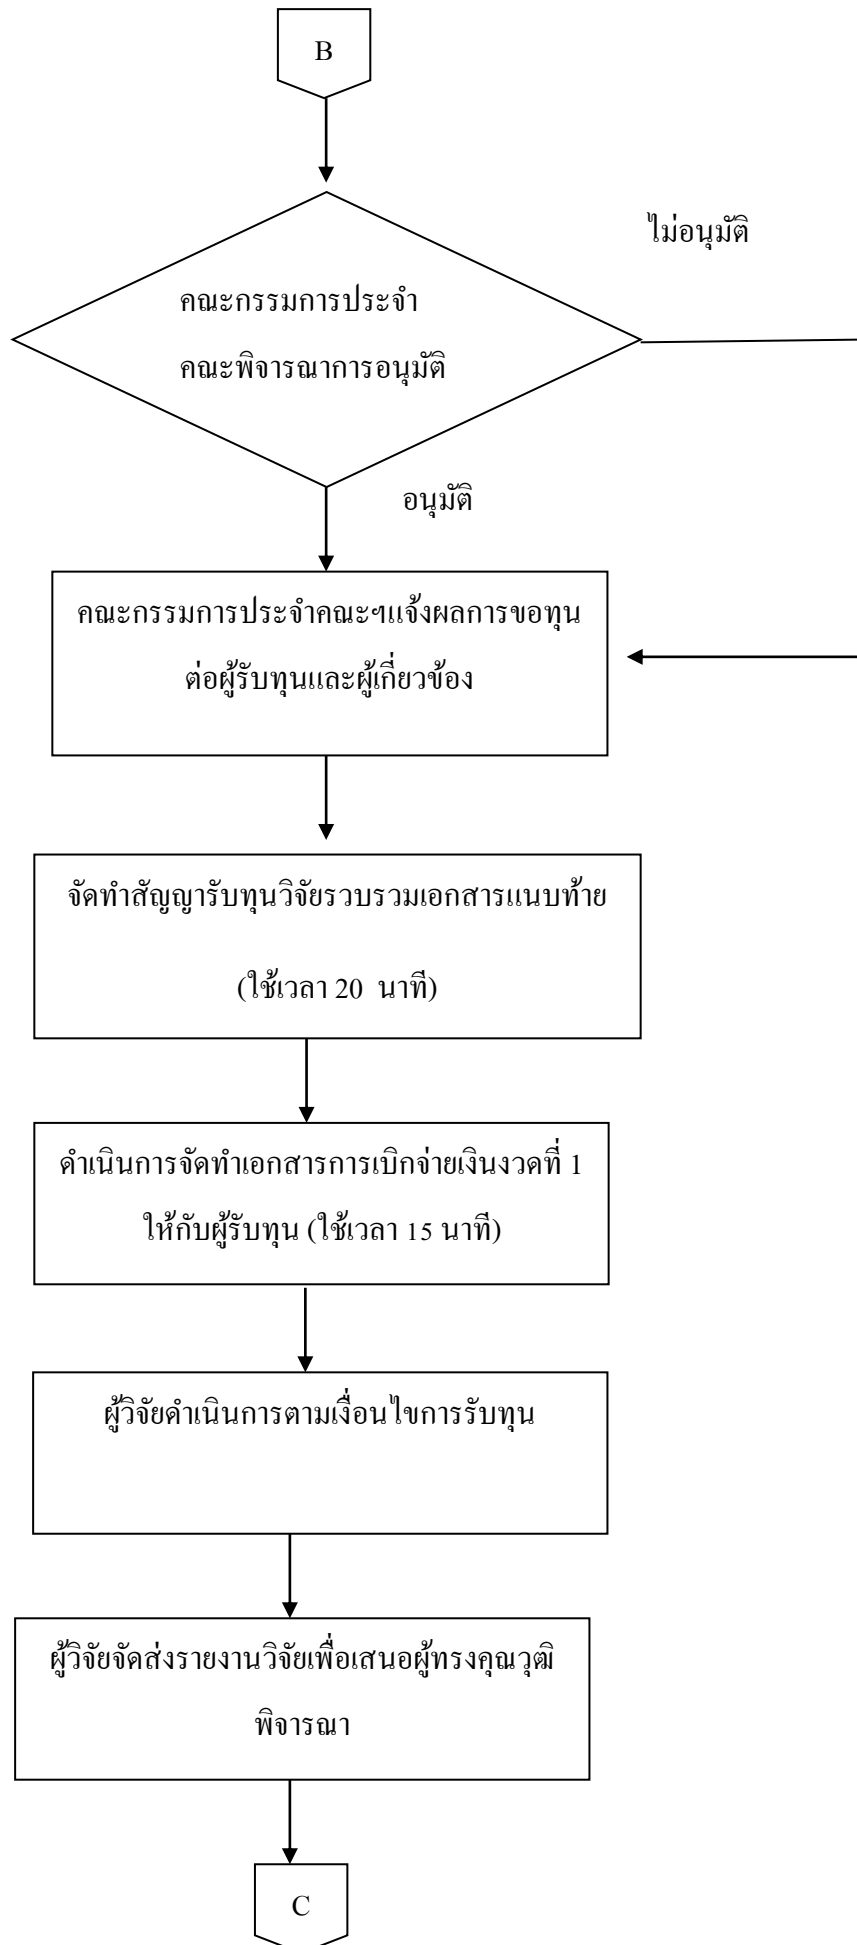 B
ไม่อนุมัติ
คณะกรรมการประจำ
คณะพิจารณาการอนุมัติ
อนุมัติ
คณะกรรมการประจำคณะฯแจ้งผลการขอทุน
ต่อผู้รับทุนและผู้เกี่ยวข้อง
จัดทำสัญญารับทุนวิจัยรวบรวมเอกสารแนบท้าย
(ใช้เวลา 20 นาที)
ดำเนินการจัดทำเอกสารการเบิกจ่ายเงินงวดที่ 1
ให้กับผู้รับทุน (ใช้เวลา 15 นาที)
ผู้วิจัยดำเนินการตามเงื่อนไขการรับทุน
ผู้วิจัยจัดส่งรายงานวิจัยเพื่อเสนอผู้ทรงคุณวุฒิ
พิจารณา
C